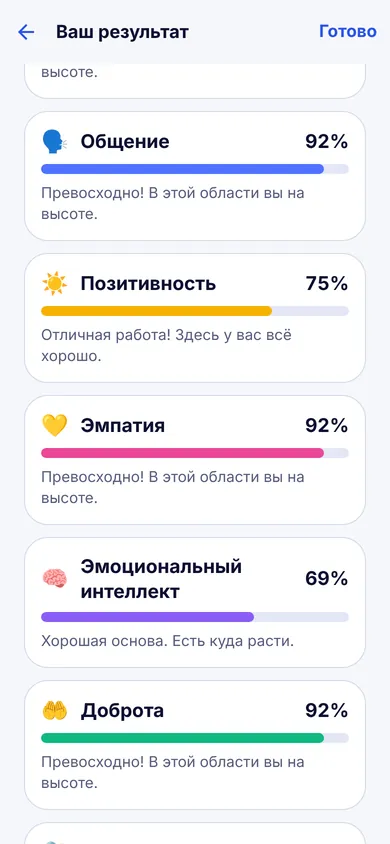 Ваш результат
Готово
высоте.
Общение
92%
Превосходно! В этой области вы на
высоте.
Позитивность
75%
Отличная работа! Здесь у вас всё
хорошо.
Эмпатия
92%
Превосходно! В этой области вы на
высоте.
Эмоциональный
интеллект
69%
Хорошая основа. Есть куда расти.
Доброта
92%
Превосходно! В этой области вы на
высоте.